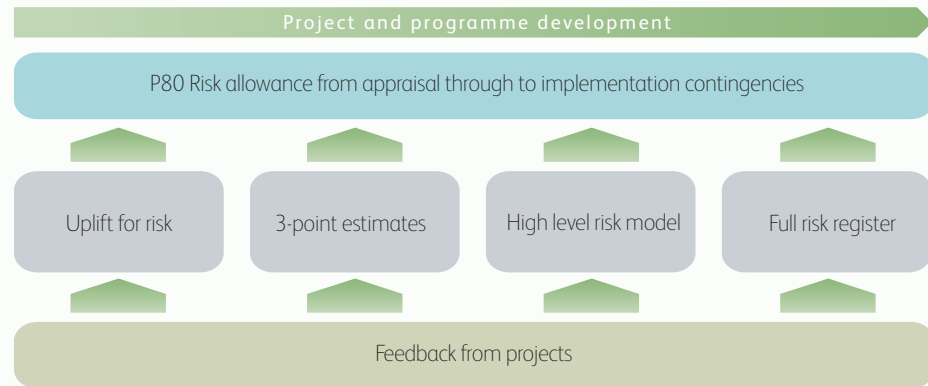 Project and programme development
P80 Risk allowance from appraisal through to implementation contingencies
Uplift for risk
3-point estimates
High level risk model
Full risk register
Feedback from projects